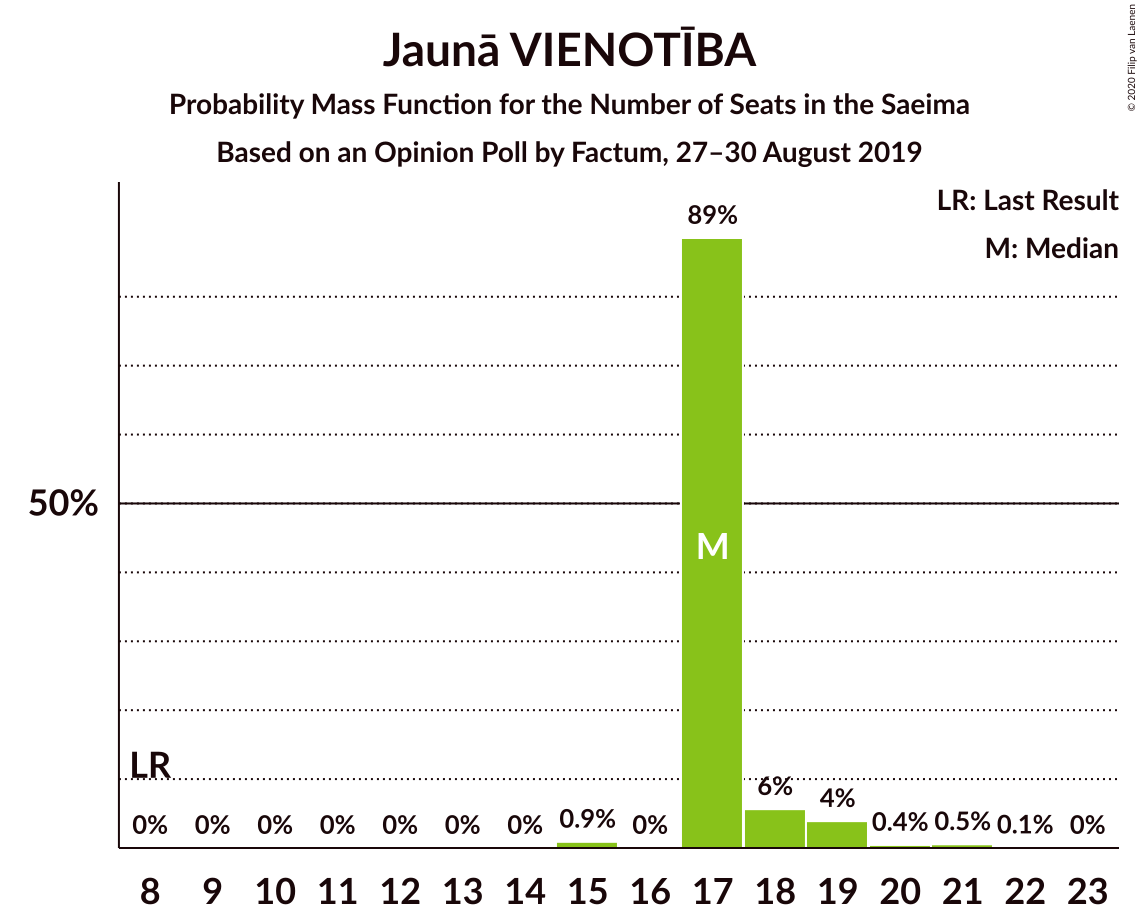 Jaunā VIENOTĪBA
Probability Mass Function for the Number of Seats in the Saeima
Based on an Opinion Poll by Factum, 27–30 August 2019
© 2020 Filip van Laenen
LR: Last Result
M: Median
89%
50%
M
LR
0% 0% 0% 0% 0% 0% 0% 0.9% 0% 6% 4% 0.4% 0.5% 0.1% 0%
8 9 10 11 12 13 14 15 16 17 18 19 20 21 22 23